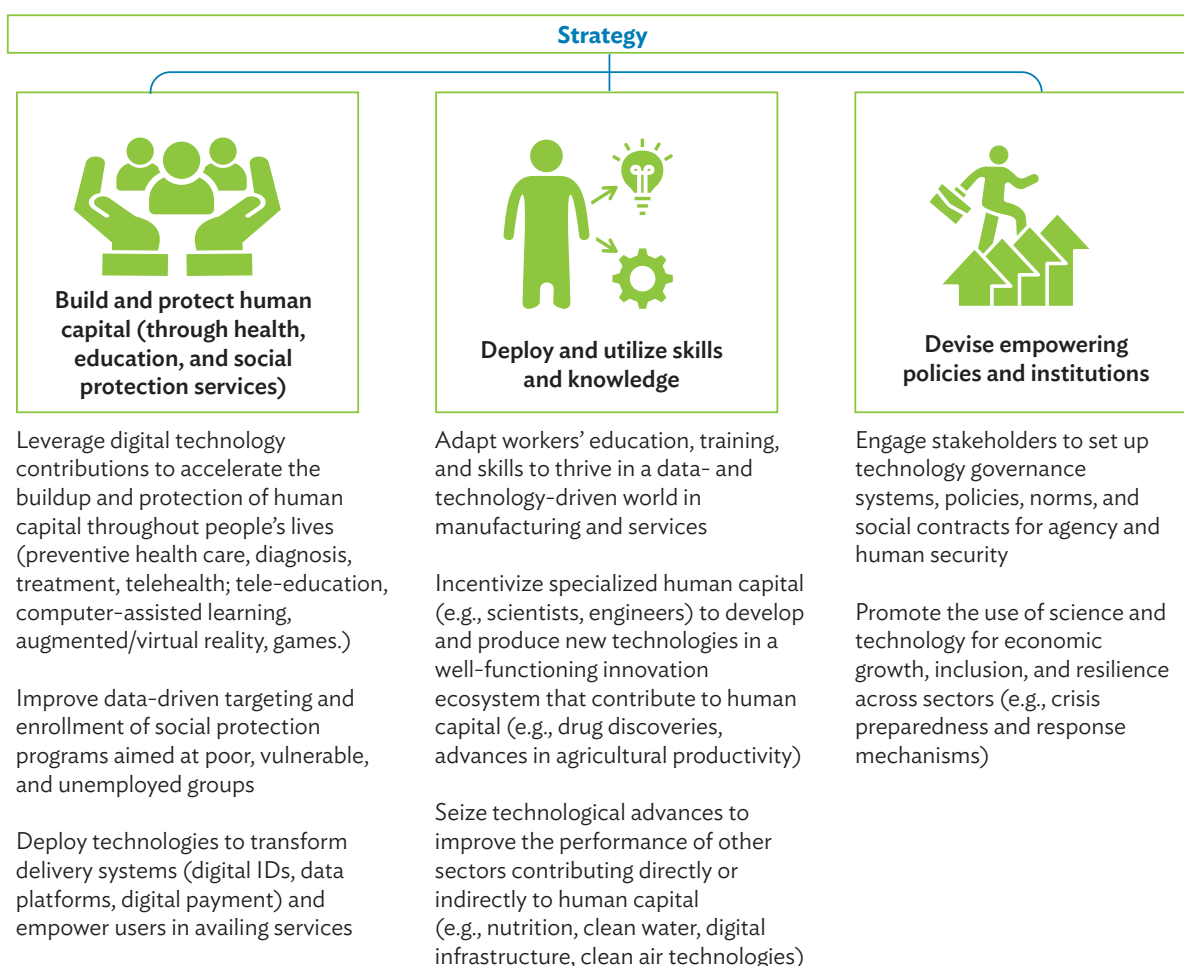 Strategy
Build and protect human
capital (through health,
education, and social
protection services)
Leverage digital technology
contributions to accelerate the
buildup and protection of human
capital throughout people's lives
(preventive health care, diagnosis,
treatment, telehealth; tele-education,
computer-assisted learning,
augmented/virtual reality, games.)
Improve data-driven targeting and
enrollment of social protection
programs aimed at poor, vulnerable,
and unemployed groups
Deploy technologies to transform
delivery systems (digital IDs, data
platforms, digital payment) and
empower users in availing services
Deploy and utilize skills
and knowledge
Adapt workers' education, training,
and skills to thrive in a data- and
technology-driven world in
manufacturing and services
Incentivize specialized human capital
(e.g., scientists, engineers) to develop
and produce new technologies in a
well-functioning innovation
ecosystem that contribute to human
capital (e.g., drug discoveries,
advances in agricultural productivity)
Seize technological advances to
improve the performance of other
sectors contributing directly or
indirectly to human capital
(e.g., nutrition, clean water, digital
infrastructure, clean air technologies)
Devise empowering
policies and institutions
Engage stakeholders to set up
technology governance
systems, policies, norms, and
social contracts for agency and
human security
Promote the use of science and
technology for economic
growth, inclusion, and resilience
across sectors (e.g., crisis
preparedness and response
mechanisms)